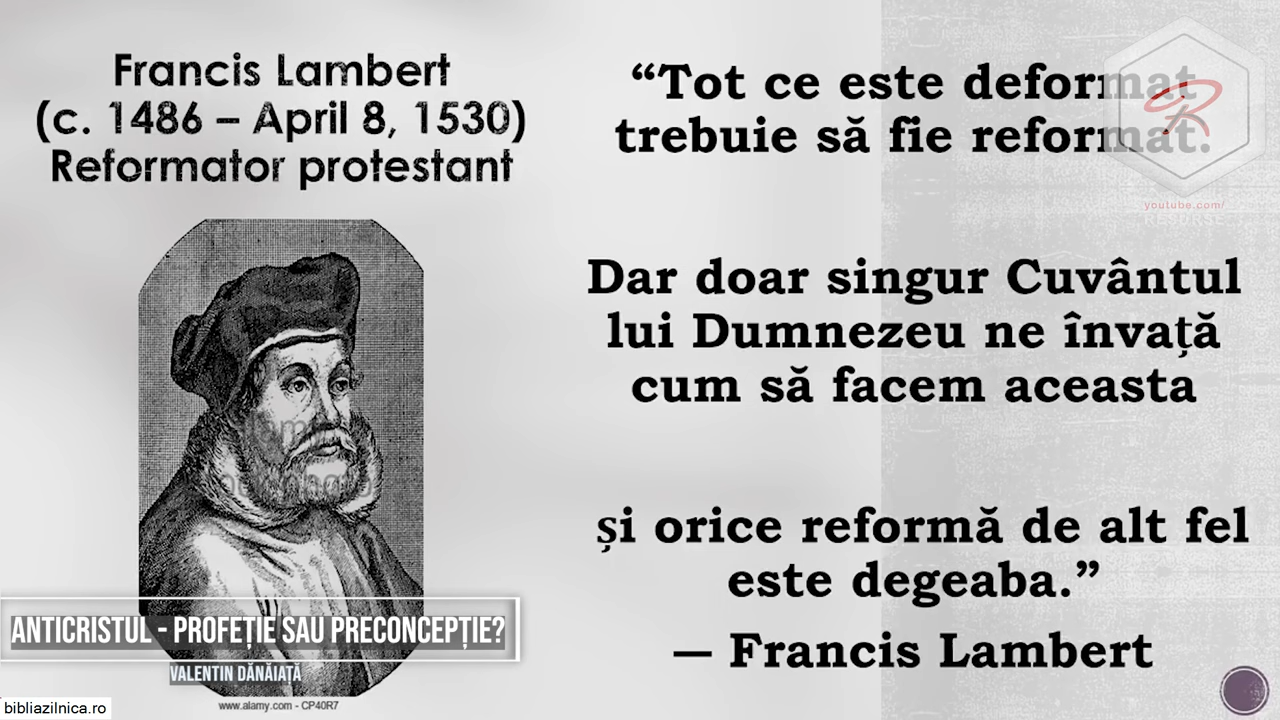 Francis Lambert
(c. 1486 – April 8, 1530)
Reformator protestant
“Tot ce este deformat
trebuie să fie reformat.
Dar doar singur Cuvântul
lui Dumnezeu ne învață
cum să facem aceasta
și orice reformă de alt fel
este degeaba.”
— Francis Lambert
R
youtube.com/
alamy
ANTICRISTUL - PROFEȚIE SAU PRECONCEPȚIE?
VALENTIN DĂNĂIAȚĂ
www.alamy.com - CP40R7
bibliazilnica.ro